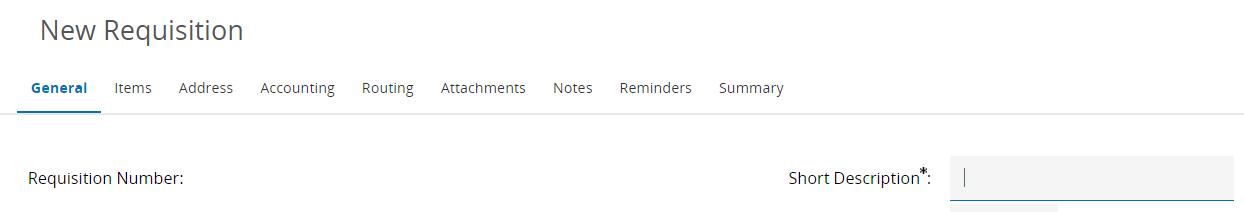 New Requisition
General Items Address Accounting Routing Attachments Notes Reminders Summary
Requisition Number: Short Description*: